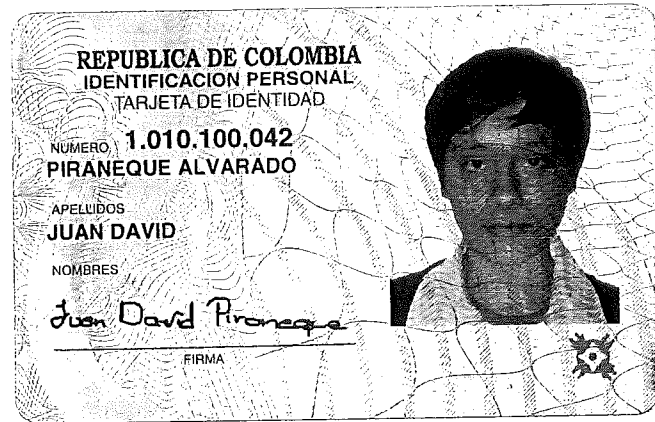 REPUBLICA DE COLOMBIA
IDENTIFICACION PERSONAL
TARJETA DE IDENTIDAD
NUMERO 1.010.100.042
PIRANEQUE ALVARADO
APELLIDOS
JUAN DAVID
NOMBRES
Juan David Piraneque
FIRMA